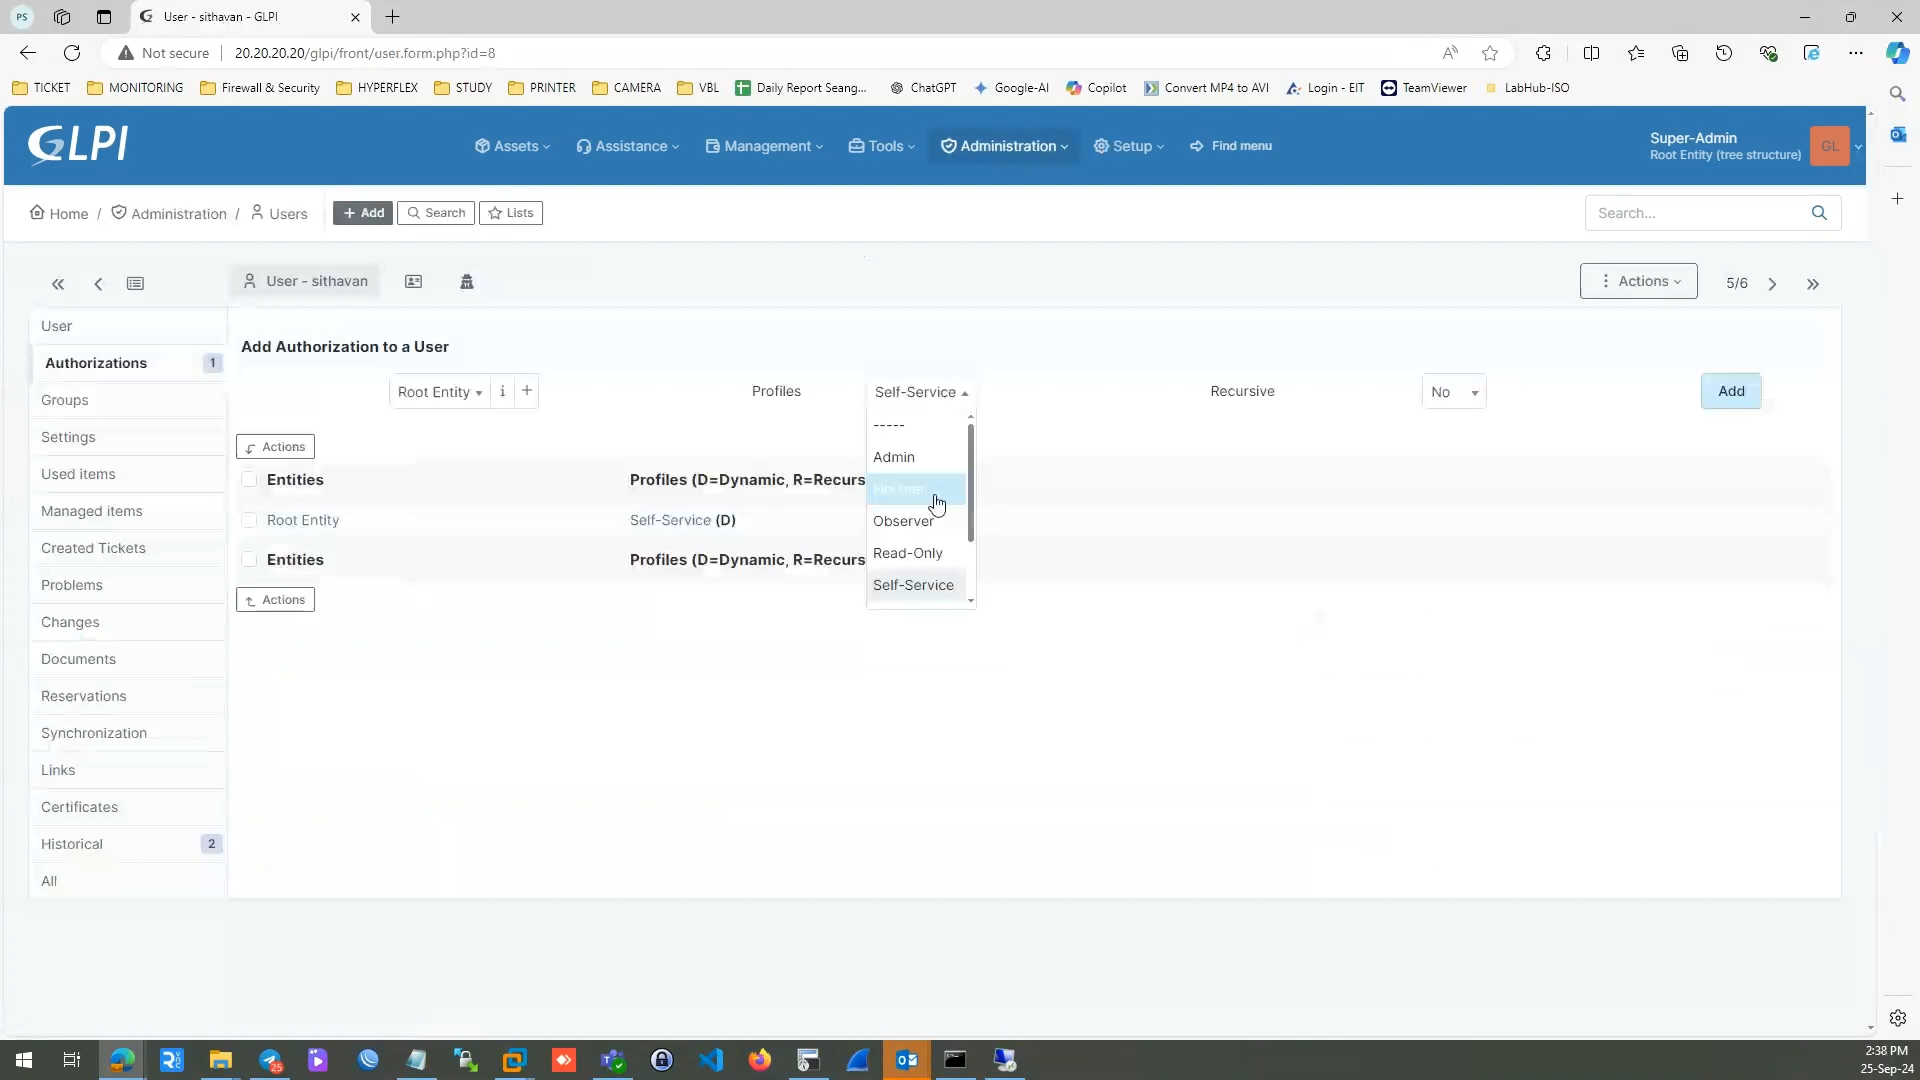 PS
User - sithavan - GLPI
Not secure
20.20.20.20/glpi/front/user.form.php?id=8
TICKET
MONITORING
Firewall & Security
HYPERFLEX
STUDY
PRINTER
CAMERA
VBL
Daily Report Seang...
ChatGPT
Google-AI
Copilot
Convert MP4 to AVI
Login - EIT
TeamViewer
LabHub-ISO
GLPI
Assets
Assistance
Management
Tools
Administration
Setup
Find menu
Super-Admin
Root Entity (tree structure)
GL
Home / Administration / Users
+ Add
Search
Lists
Search...
User - sithavan
Actions
5/6
User
Authorizations 1
Groups
Settings
Used items
Managed items
Created Tickets
Problems
Changes
Documents
Reservations
Synchronization
Links
Certificates
Historical 2
All
Add Authorization to a User
Root Entity
i
+
Profiles
Self-Service
Recursive
No
Add
-----
Admin
Observer
Read-Only
Self-Service
Actions
Entities
Profiles (D=Dynamic, R=Recurs
Root Entity
Self-Service (D)
Entities
Profiles (D=Dynamic, R=Recurs
Actions
25
2:38 PM
25-Sep-24